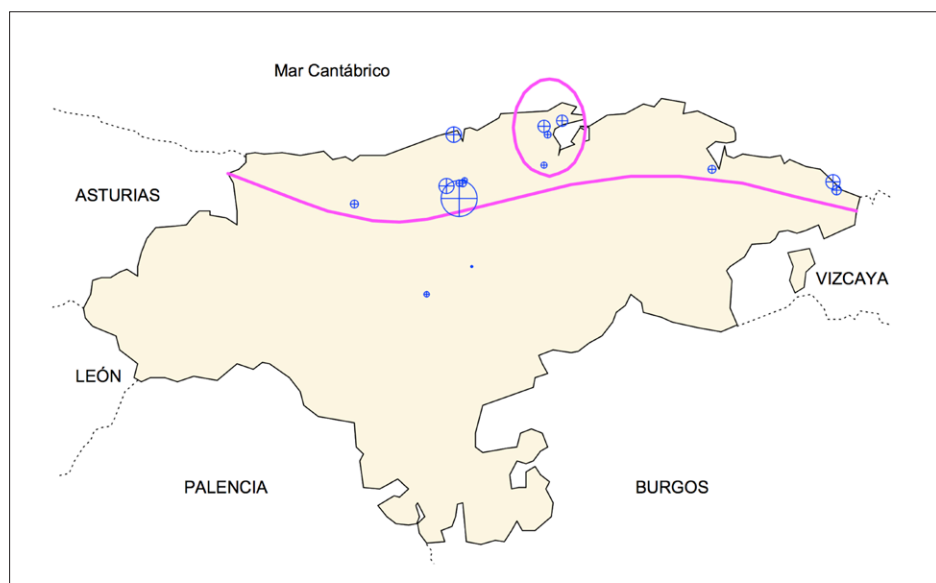 Mar Cantábrico
ASTURIAS
VIZCAYA
LEÓN
PALENCIA
BURGOS